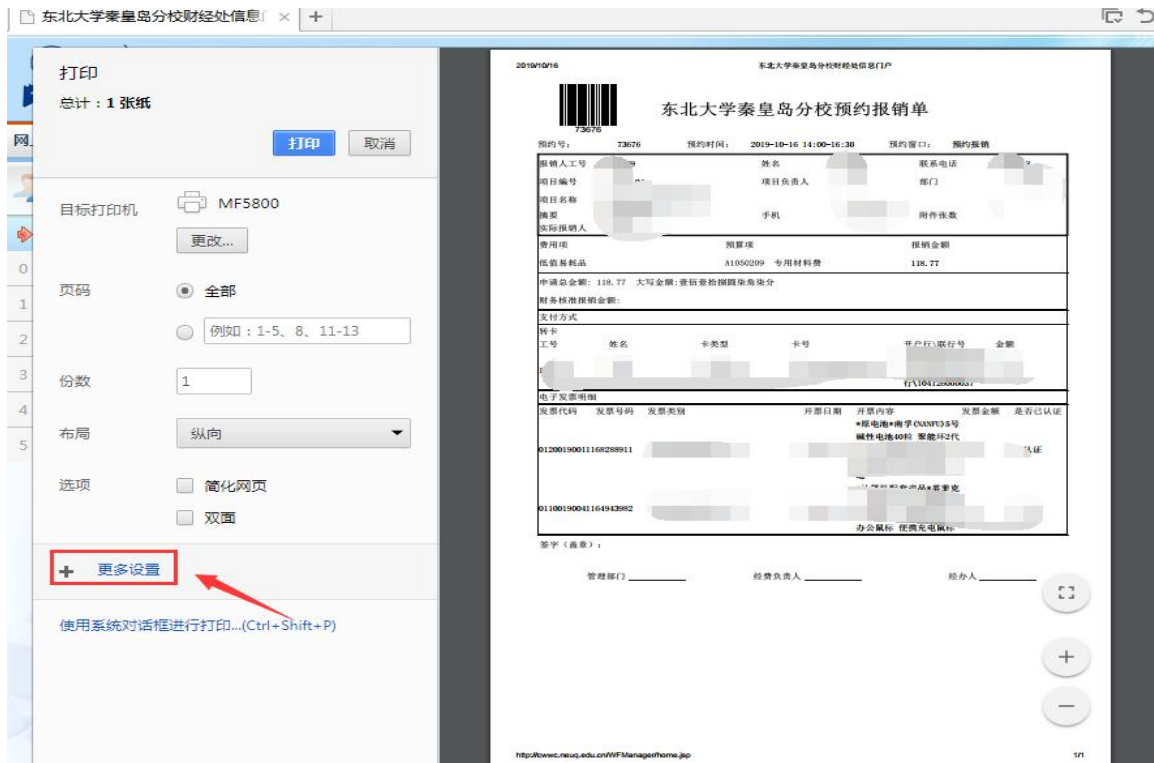 东北大学秦皇岛分校财经处信息
打印
总计：1 张纸
打印 取消
网
目标打印机 MF5800
更改...
页码 全部
例如：1-5、8、11-13
份数 1
布局 纵向
选项 简化网页
双面
+ 更多设置
使用系统对话框进行打印...(Ctrl+Shift+P)
0
1
2
3
4
5
2019/10/16 东北大学秦皇岛分校财经处信息门户
73676
东北大学秦皇岛分校预约报销单
预约号： 73676 预约时间： 2019-10-16 14:00-16:30 预约窗口： 预约报销
报销人工号 姓名 联系电话
项目编号 项目负责人 部门
项目名称
摘要 手机 附件张数
实际报销人
费用项 预算项 报销金额
低值易耗品 A1050209 专用材料费 118.77
申请总金额：118.77 大写金额：壹佰壹拾捌圆柒角柒分
财务核准报销金额：
支付方式
转卡
工号 姓名 卡类型 卡号 开户行\联行号 金额
电子发票明细
发票代码 发票号码 发票类别 开票日期 开票内容 发票金额 是否已认证
*原电池*南孚(NANFU)5号
碱性电池40粒 聚能环2代
01200190011168288911
01100190041164943982
办公鼠标 便携充电鼠标
签字（盖章）：
管理部门 经费负责人 经办人
http://cwwc.neuq.edu.cn/WFManager/home.jsp 1/1